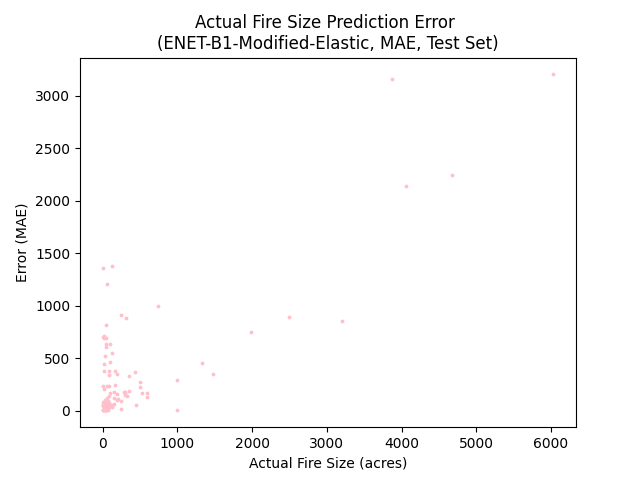 Actual Fire Size Prediction Error
(ENET-B1-Modified-Elastic, MAE, Test Set)
3000
2500
2000
1500
1000
500
0
Error (MAE)
0 1000 2000 3000 4000 5000 6000
Actual Fire Size (acres)